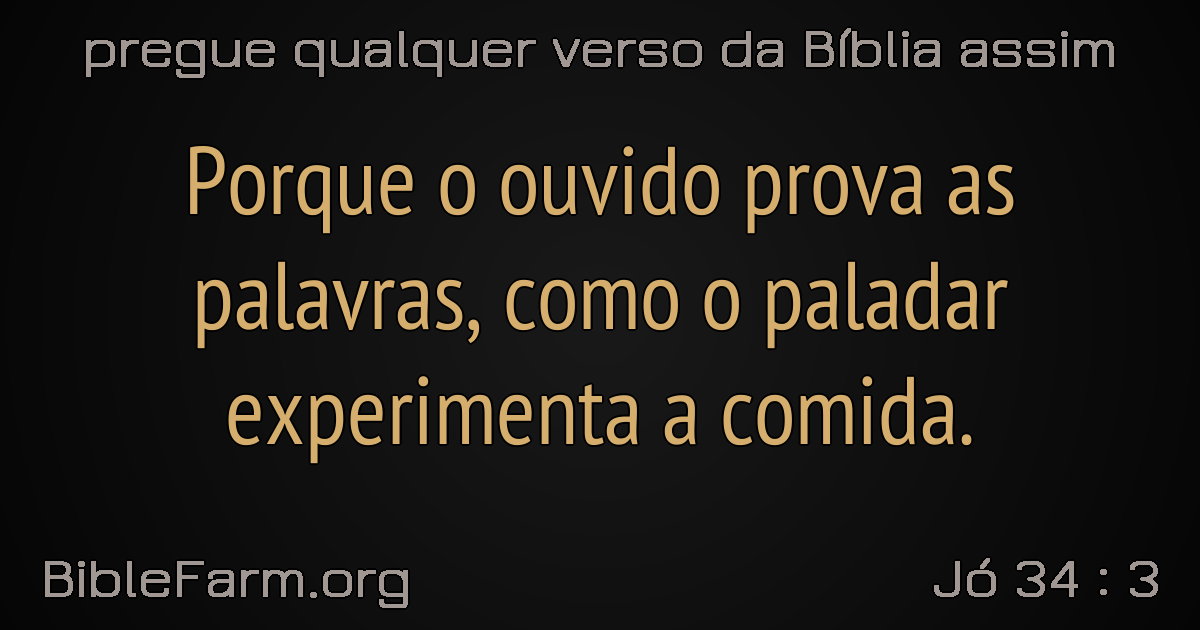 pregue qualquer verso da Bíblia assim
Porque o ouvido prova as
palavras, como o paladar
experimenta a comida.
BibleFarm.org
Jó 34 : 3